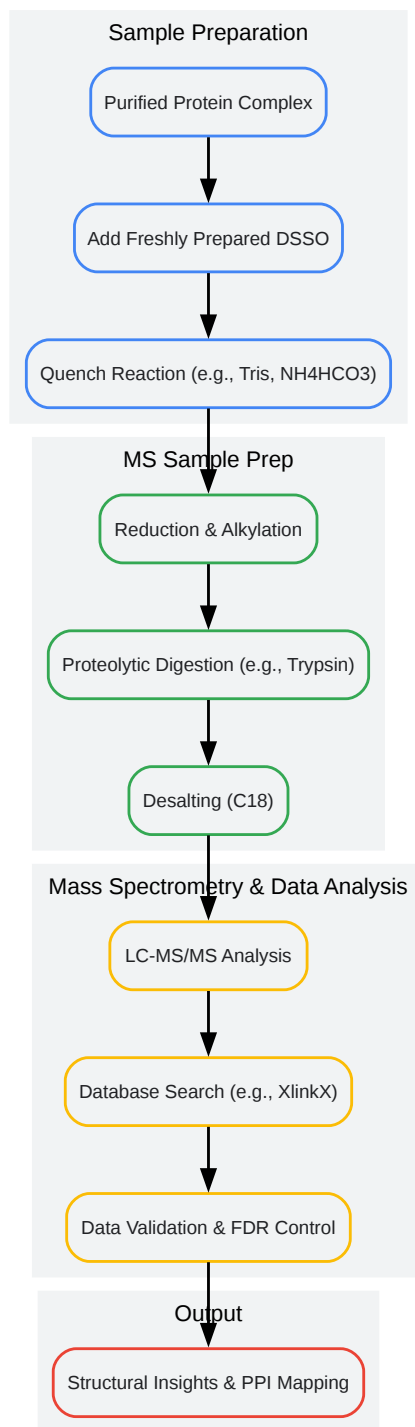 Sample Preparation
Purified Protein Complex
Add Freshly Prepared DSSO
Quench Reaction (e.g., Tris, NH4HCO3)
MS Sample Prep
Reduction & Alkylation
Proteolytic Digestion (e.g., Trypsin)
Desalting (C18)
Mass Spectrometry & Data Analysis
LC-MS/MS Analysis
Database Search (e.g., XlinkX)
Data Validation & FDR Control
Output
Structural Insights & PPI Mapping